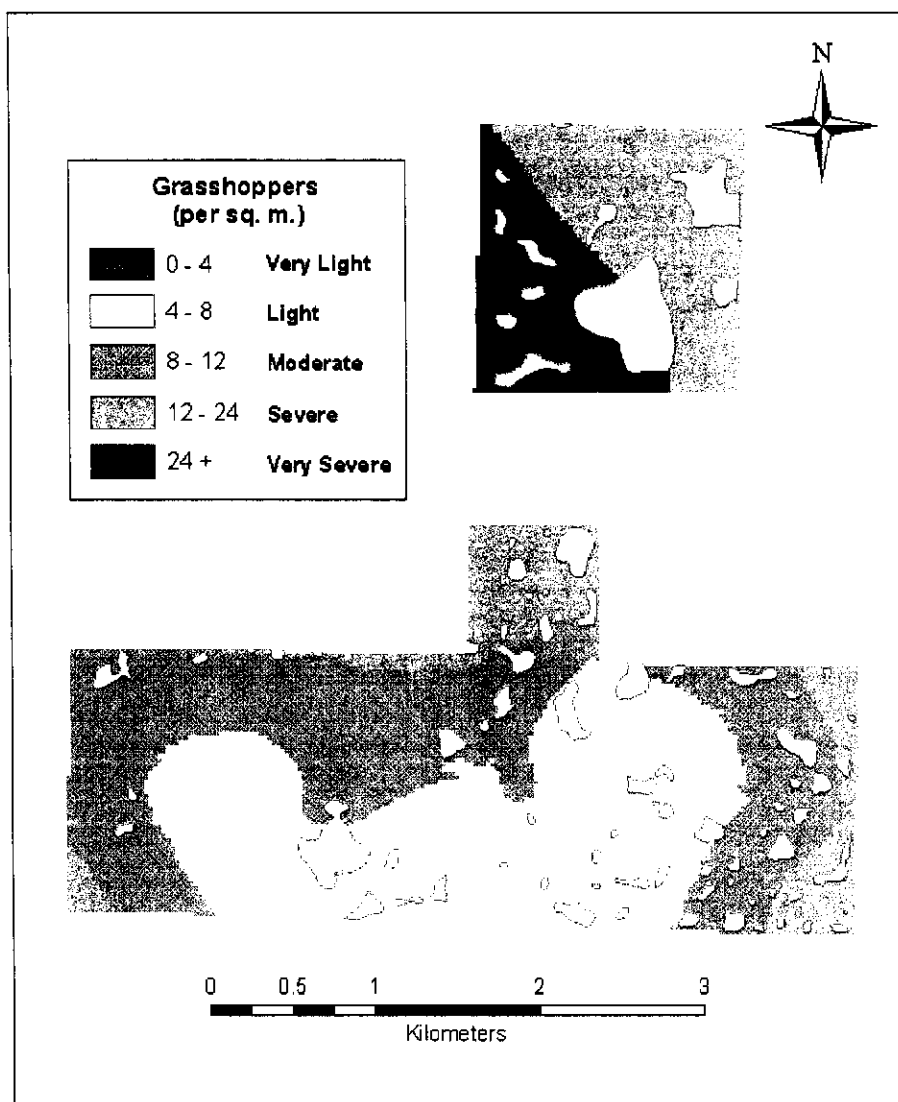 N
Grasshoppers
(per sq. m.)
0 - 4 Very Light
4 - 8 Light
8 - 12 Moderate
12 - 24 Severe
24 + Very Severe
0 0.5 1 2 3
Kilometers